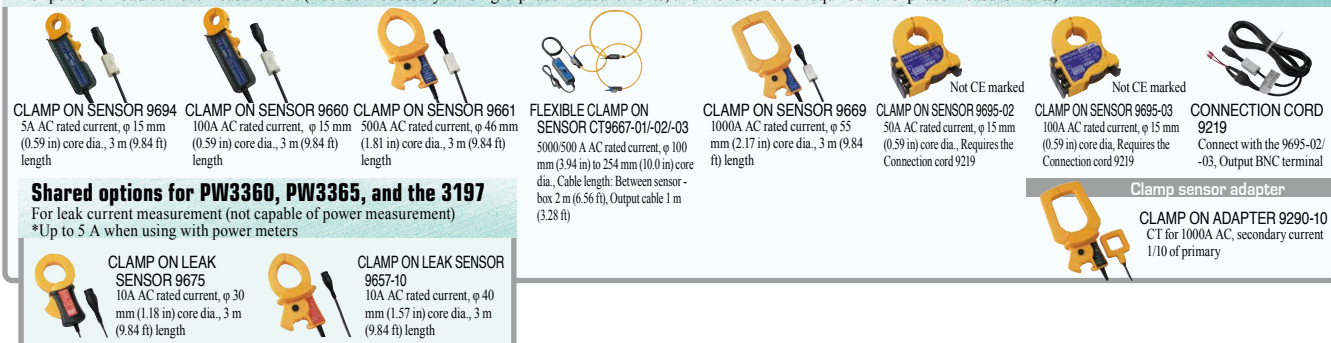 CLAMP ON SENSOR 9694
5A AC rated current, φ 15 mm
(0.59 in) core dia., 3 m (9.84 ft)
length
CLAMP ON SENSOR 9660
100A AC rated current, φ 15 mm
(0.59 in) core dia., 3 m (9.84 ft)
length
CLAMP ON SENSOR 9661
500A AC rated current, φ 46 mm
(1.81 in) core dia., 3 m (9.84 ft)
length
FLEXIBLE CLAMP ON
SENSOR CT9667-01/-02/-03
5000/500 A AC rated current, φ 100
mm (3.94 in) to 254 mm (10.0 in) core
dia., Cable length: Between sensor -
box 2 m (6.56 ft), Output cable 1 m
(3.28 ft)
CLAMP ON SENSOR 9669
1000A AC rated current, φ 55
mm (2.17 in) core dia., 3 m (9.84
ft) length
Not CE marked
CLAMP ON SENSOR 9695-02
50A AC rated current, φ 15 mm
(0.59 in) core dia., Requires the
Connection cord 9219
Not CE marked
CLAMP ON SENSOR 9695-03
100A AC rated current, φ 15 mm
(0.59 in) core dia, Requires the
Connection cord 9219
CONNECTION CORD
9219
Connect with the 9695-02/
-03, Output BNC terminal
Clamp sensor adapter
CLAMP ON ADAPTER 9290-10
CT for 1000A AC, secondary current
1/10 of primary
Shared options for PW3360, PW3365, and the 3197
For leak current measurement (not capable of power measurement)
*Up to 5 A when using with power meters
CLAMP ON LEAK
SENSOR 9675
10A AC rated current, φ 30
mm (1.18 in) core dia., 3 m
(9.84 ft) length
CLAMP ON LEAK SENSOR
9657-10
10A AC rated current, φ 40
mm (1.57 in) core dia., 3 m
(9.84 ft) length